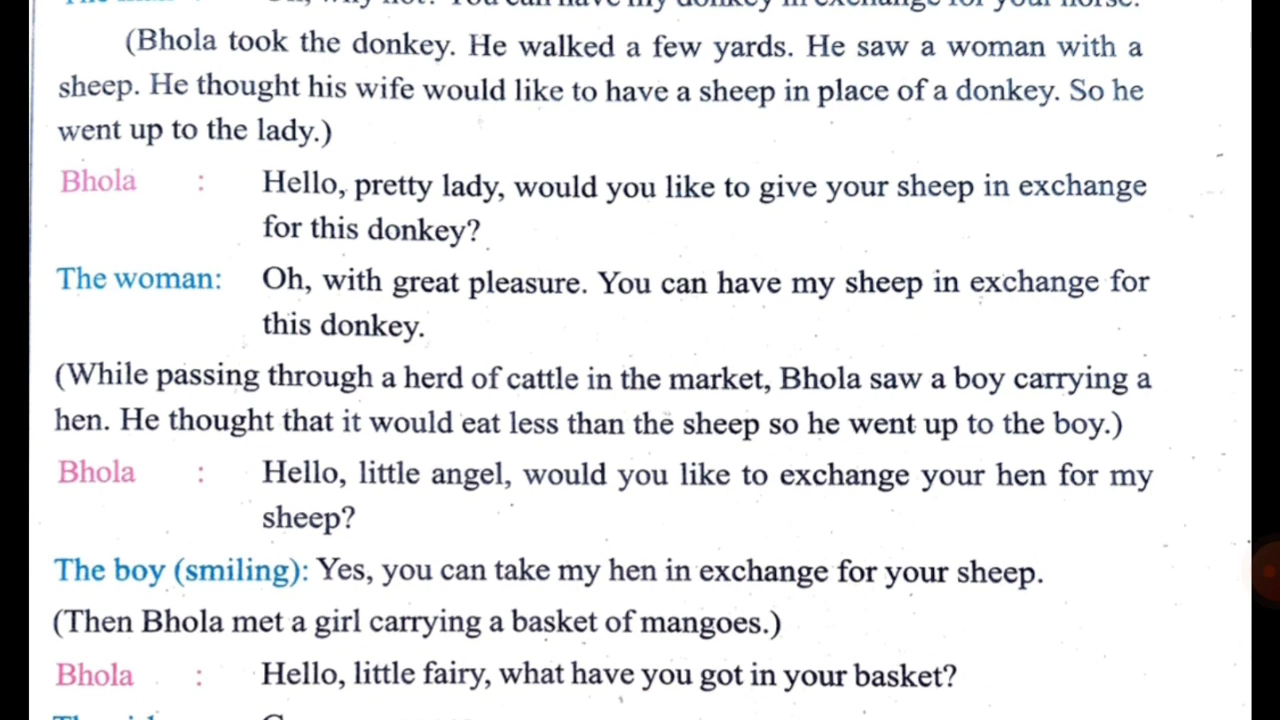 (Bhola took the donkey. He walked a few yards. He saw a woman with a
sheep. He thought his wife would like to have a sheep in place of a donkey. So he
went up to the lady.)
Bhola : Hello, pretty lady, would you like to give your sheep in exchange
for this donkey?
The woman: Oh, with great pleasure. You can have my sheep in exchange for
this donkey.
(While passing through a herd of cattle in the market, Bhola saw a boy carrying a
hen. He thought that it would eat less than the sheep so he went up to the boy.)
Bhola : Hello, little angel, would you like to exchange your hen for my
sheep?
The boy (smiling): Yes, you can take my hen in exchange for your sheep.
(Then Bhola met a girl carrying a basket of mangoes.)
Bhola : Hello, little fairy, what have you got in your basket?